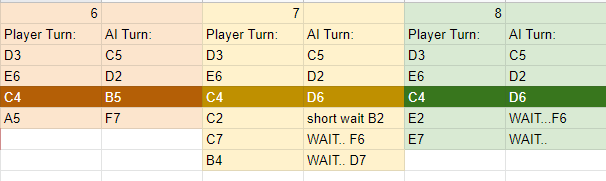 6 7 8
Player Turn: AI Turn: Player Turn: AI Turn: Player Turn: AI Turn:
D3 C5 D3 C5 D3 C5
E6 D2 E6 D2 E6 D2
C4 B5 C4 D6 C4 D6
A5 F7 C2 short wait B2 E2 WAIT...F6
C7 WAIT.. F6 E7 WAIT..
B4 WAIT.. D7